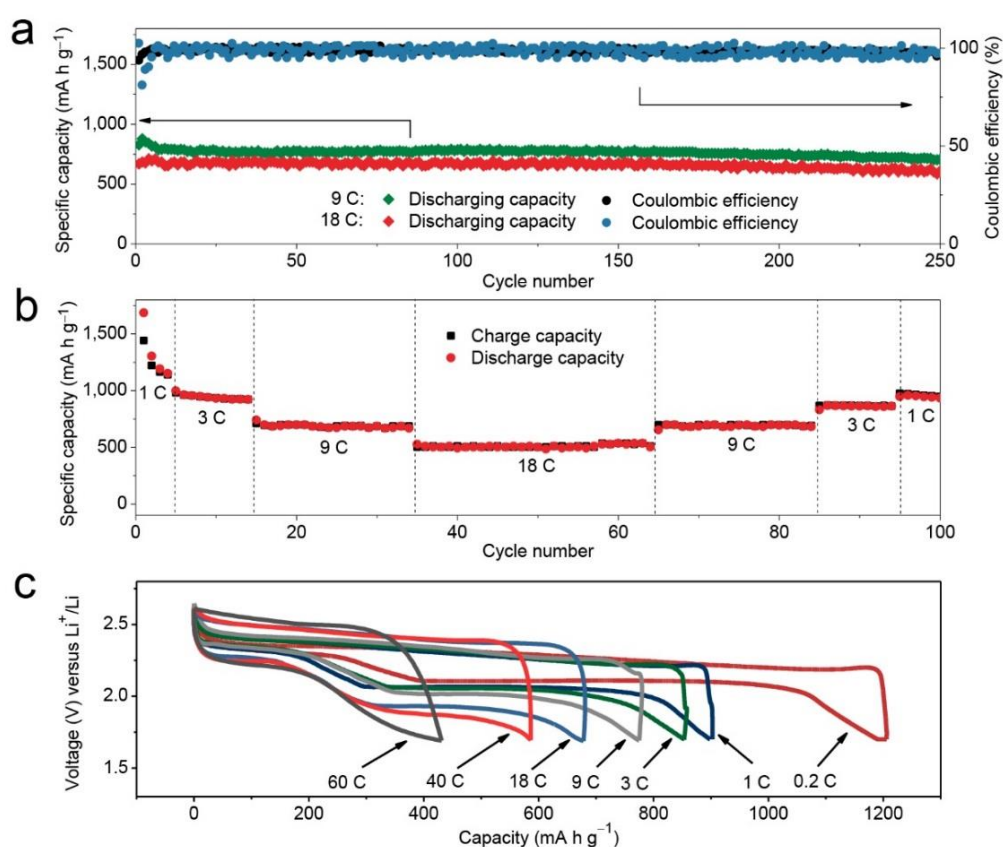 a
Specific capacity (mA h g⁻¹)
1,500
1,000
500
0
100
50
0
Coulombic efficiency (%)
9 C: Discharging capacity Coulombic efficiency
18 C: Discharging capacity Coulombic efficiency
0 50 100 150 200 250
Cycle number
b
Specific capacity (mA h g⁻¹)
1,500
1,000
500
0
Charge capacity
Discharge capacity
1 C 3 C 9 C 18 C 9 C 3 C 1 C
0 20 40 60 80 100
Cycle number
c
Voltage (V) versus Li⁺/Li
2.5
2.0
1.5
60 C 40 C 18 C 9 C 3 C 1 C 0.2 C
0 200 400 600 800 1000 1200
Capacity (mA h g⁻¹)